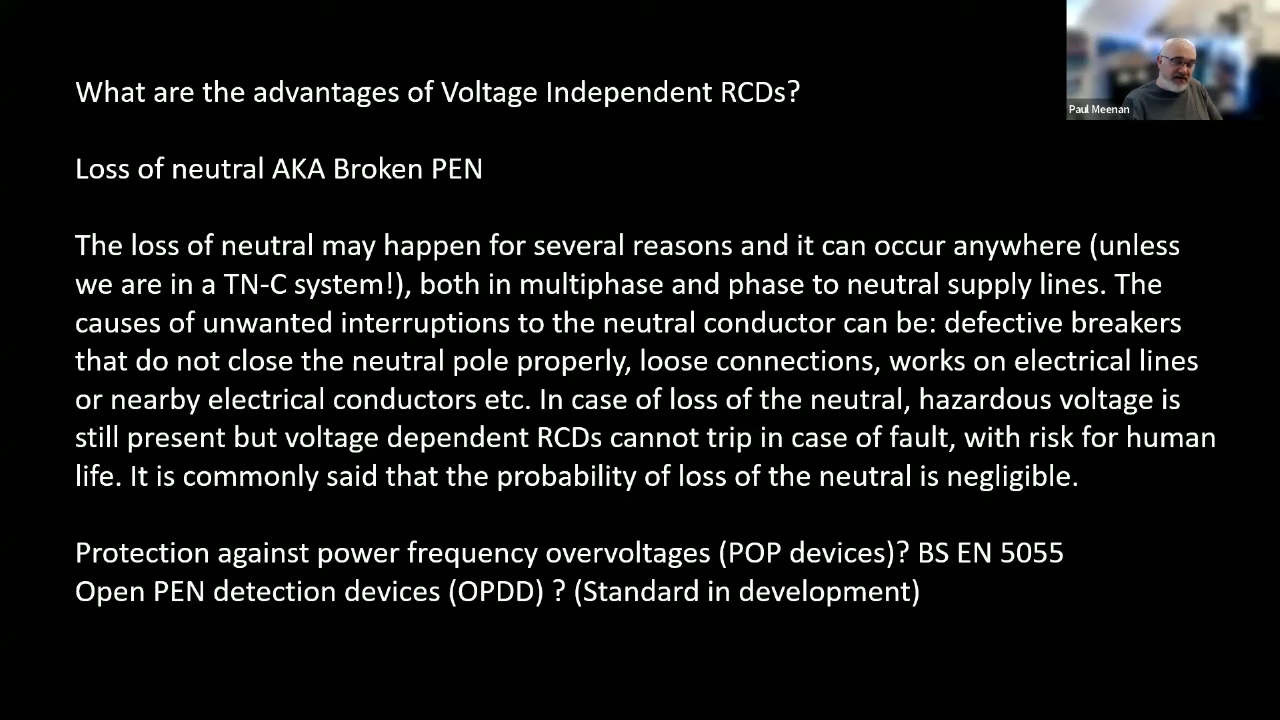 What are the advantages of Voltage Independent RCDs?
Paul Meenan
Loss of neutral AKA Broken PEN
The loss of neutral may happen for several reasons and it can occur anywhere (unless
we are in a TN-C system!), both in multiphase and phase to neutral supply lines. The
causes of unwanted interruptions to the neutral conductor can be: defective breakers
that do not close the neutral pole properly, loose connections, works on electrical lines
or nearby electrical conductors etc. In case of loss of the neutral, hazardous voltage is
still present but voltage dependent RCDs cannot trip in case of fault, with risk for human
life. It is commonly said that the probability of loss of the neutral is negligible.
Protection against power frequency overvoltages (POP devices)? BS EN 5055
Open PEN detection devices (OPDD) ? (Standard in development)